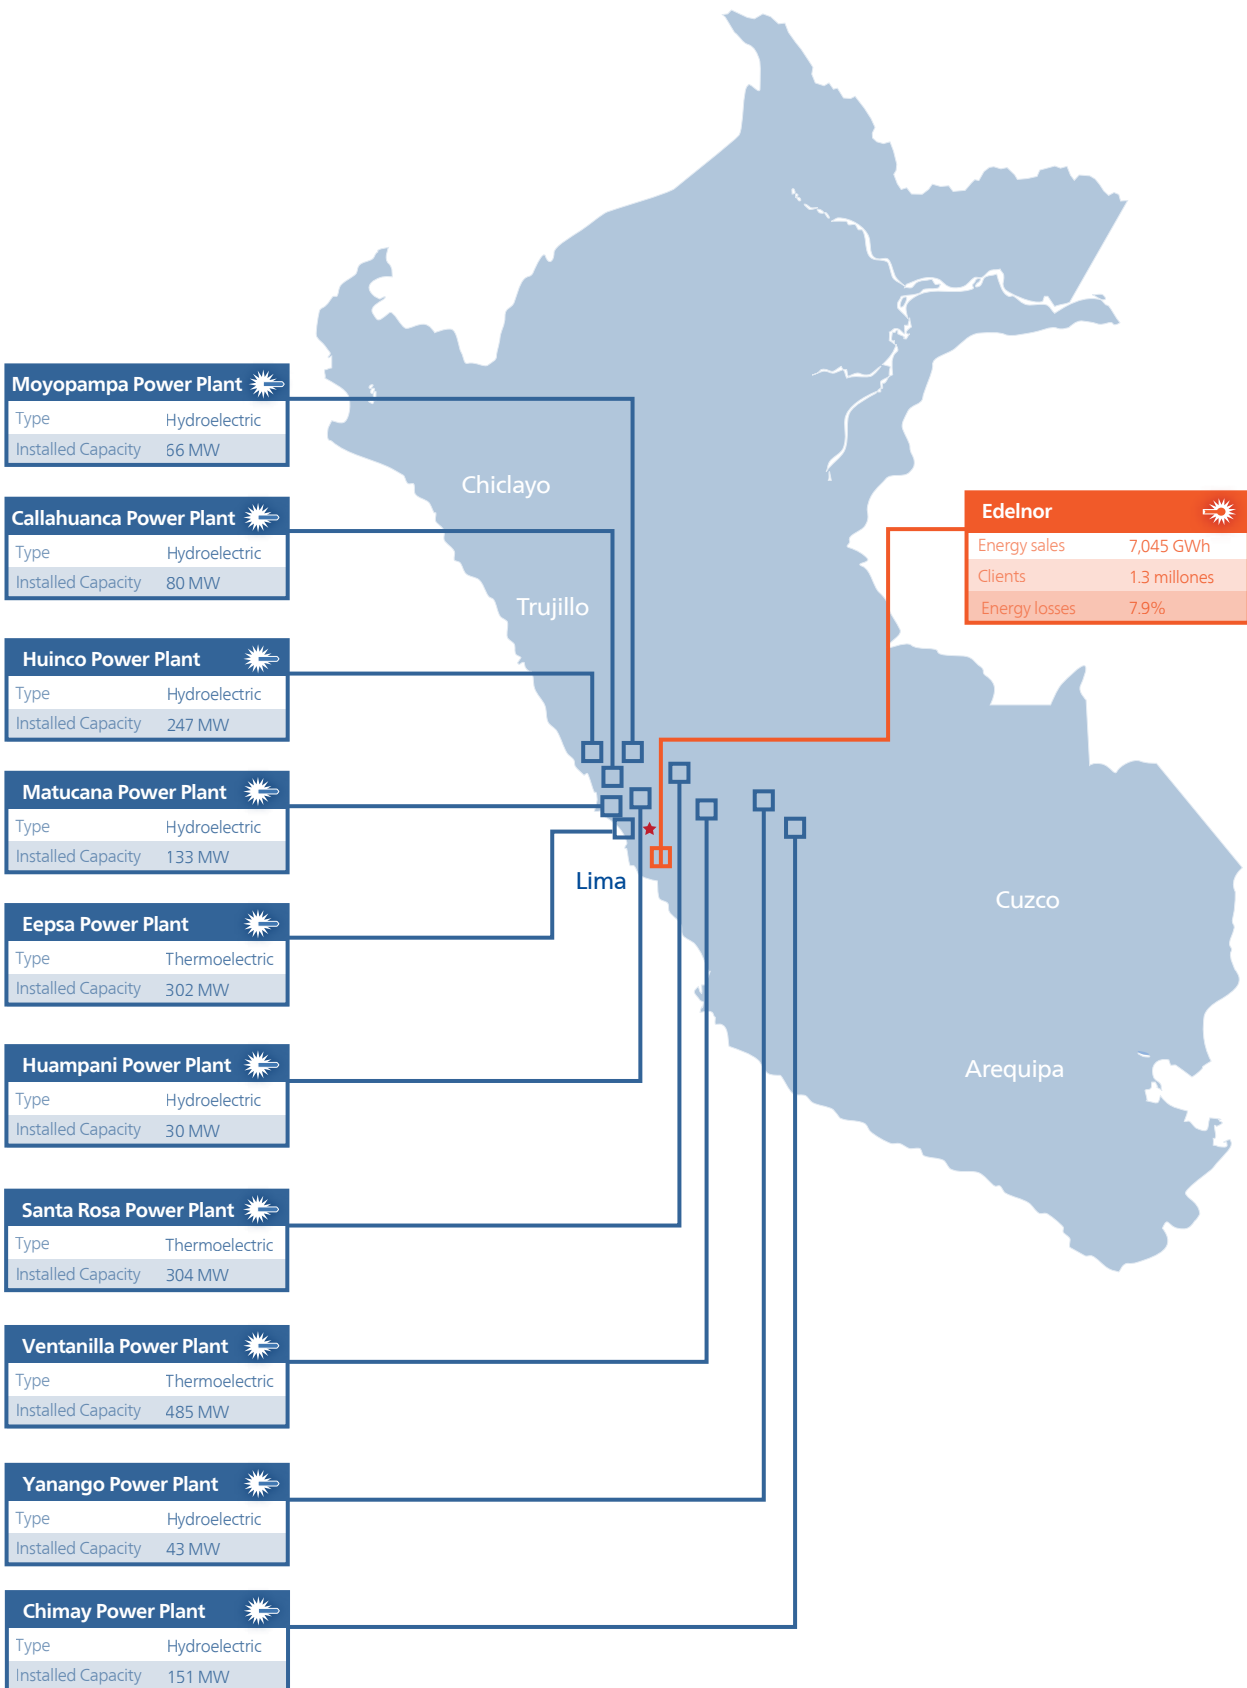 Moyopampa Power Plant
Type Hydroelectric
Installed Capacity 66 MW
Callahuanca Power Plant
Type Hydroelectric
Installed Capacity 80 MW
Huinco Power Plant
Type Hydroelectric
Installed Capacity 247 MW
Matucana Power Plant
Type Hydroelectric
Installed Capacity 133 MW
Eepsa Power Plant
Type Thermoelectric
Installed Capacity 302 MW
Huampani Power Plant
Type Hydroelectric
Installed Capacity 30 MW
Santa Rosa Power Plant
Type Thermoelectric
Installed Capacity 304 MW
Ventanilla Power Plant
Type Thermoelectric
Installed Capacity 485 MW
Yanango Power Plant
Type Hydroelectric
Installed Capacity 43 MW
Chimay Power Plant
Type Hydroelectric
Installed Capacity 151 MW
Chiclayo
Trujillo
Lima
Cuzco
Arequipa
Edelnor
Energy sales 7,045 GWh
Clients 1.3 millones
Energy losses 7.9%